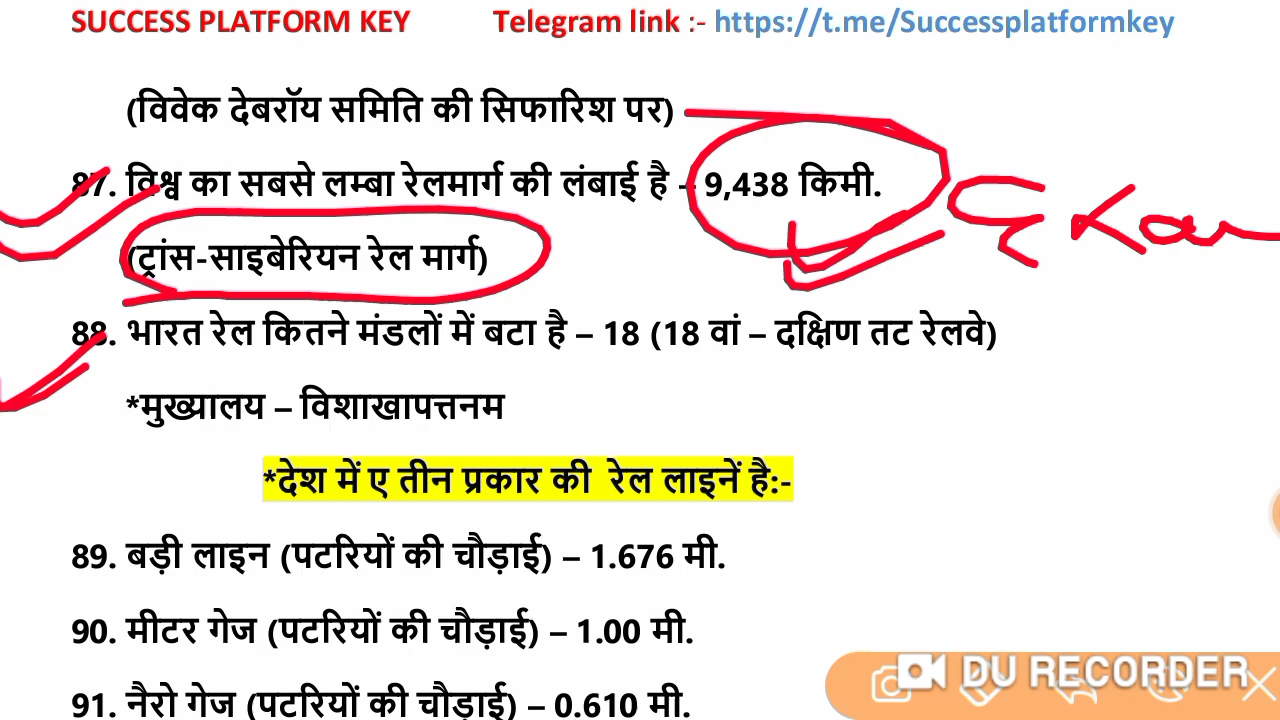 SUCCESS PLATFORM KEY Telegram link :- https://t.me/Successplatformkey
(विवेक देबरॉय समिति की सिफारिश पर)
87. विश्व का सबसे लम्बा रेलमार्ग की लंबाई है – 9,438 किमी.
(ट्रांस-साइबेरियन रेल मार्ग)
88. भारत रेल कितने मंडलों में बटा है – 18 (18 वां – दक्षिण तट रेलवे)
*मुख्यालय – विशाखापत्तनम
*देश में ए तीन प्रकार की रेल लाइनें है:-
89. बड़ी लाइन (पटरियों की चौड़ाई) – 1.676 मी.
90. मीटर गेज (पटरियों की चौड़ाई) – 1.00 मी.
91. नैरो गेज (पटरियों की चौड़ाई) – 0.610 मी.
DU RECORDER